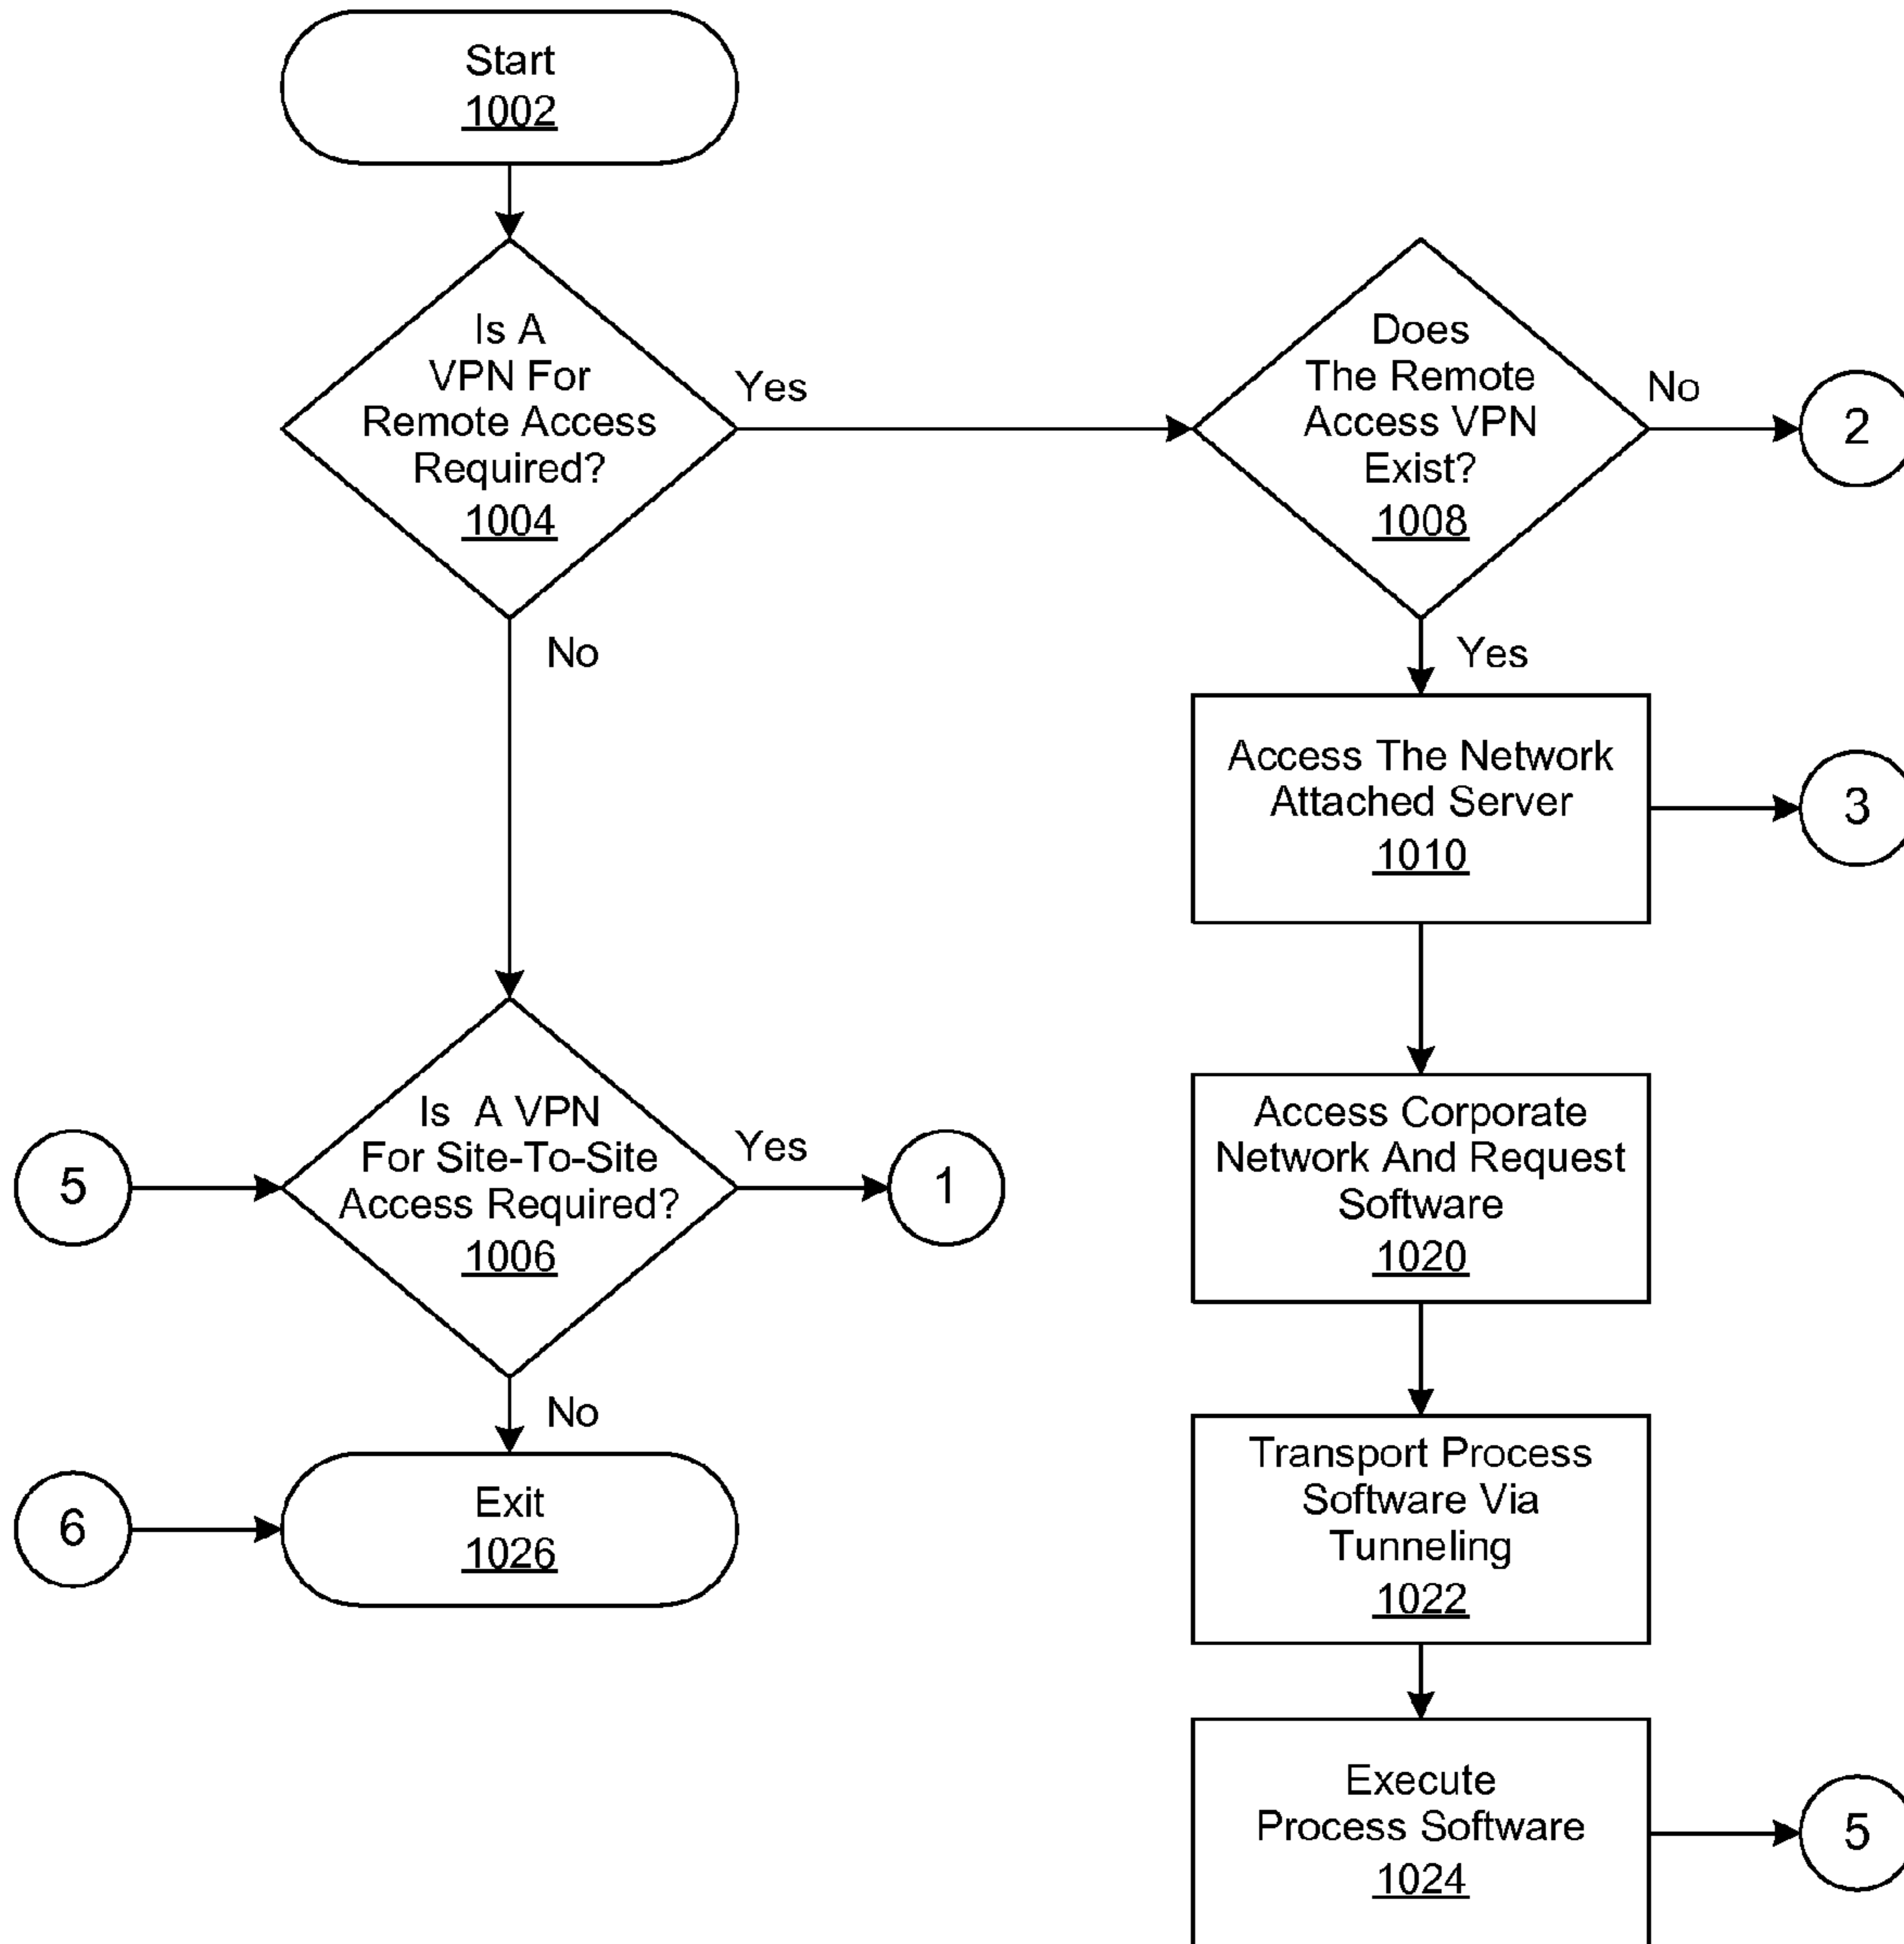 Start
1002
Is A
VPN For
Remote Access
Required?
1004
Yes
No
Does
The Remote
Access VPN
Exist?
1008
No
2
Yes
Access The Network
Attached Server
1010
3
Access Corporate
Network And Request
Software
1020
Transport Process
Software Via
Tunneling
1022
Execute
Process Software
1024
5
5
Is A VPN
For Site-To-Site
Access Required?
1006
Yes
1
No
6
Exit
1026